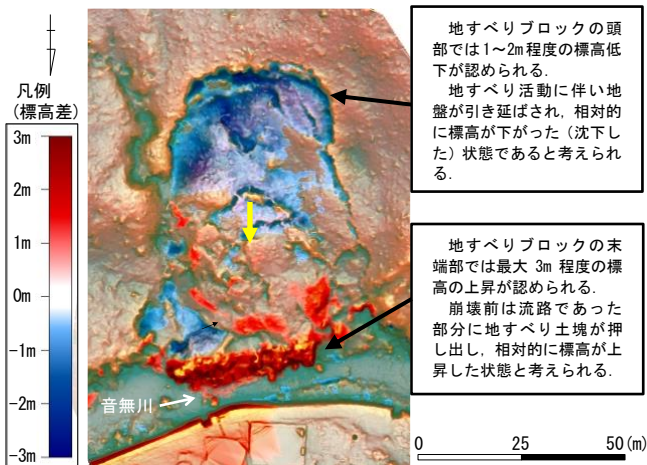 凡例
(標高差)
3m
2m
1m
0m
−1m
−2m
−3m
地すべりブロックの頭
部では1～2m程度の標高低
下が認められる．
地すべり活動に伴い地
盤が引き延ばされ，相対的
に標高が下がった（沈下し
た）状態であると考えられ
る．
地すべりブロックの末
端部では最大 3m 程度の標
高の上昇が認められる．
崩壊前は流路であった
部分に地すべり土塊が押
し出し，相対的に標高が上
昇した状態と考えられる．
音無川
0 25 50(m)